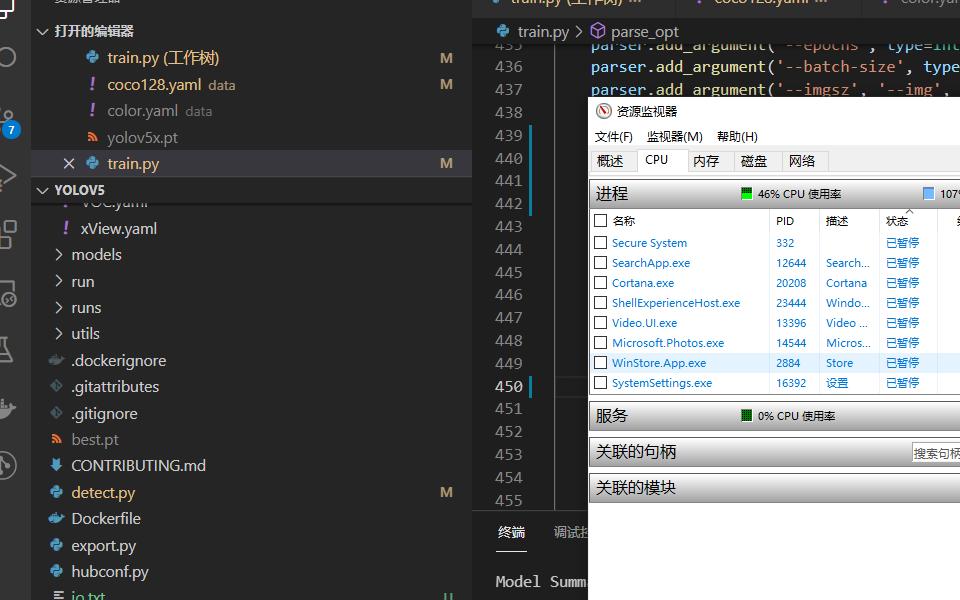 资源管理器
打开的编辑器
train.py (工作树) M
! coco128.yaml data M
! color.yaml data
yolov5x.pt
× train.py M
YOLOV5
! VOC.yaml
! xView.yaml
models
run
runs
utils
.dockerignore
.gitattributes
.gitignore
best.pt
CONTRIBUTING.md
detect.py M
Dockerfile
export.py
hubconf.py
io.txt U
7
train.py (工作树)
coco128.yaml
train.py > parse_opt
435 parser.add_argument('--epochs', type=int
436 parser.add_argument('--batch-size', type
437 parser.add_argument('--imgsz', '--img',
438
439
440
441
442
443
444
445
446
447
448
449
450
451
452
453
454
455
终端 调试控
Model Summ
资源监视器
文件(F) 监视器(M) 帮助(H)
概述 CPU 内存 磁盘 网络
进程 46% CPU 使用率 107%
名称 PID 描述 状态
Secure System 332 已暂停
SearchApp.exe 12644 Search... 已暂停
Cortana.exe 20208 Cortana 已暂停
ShellExperienceHost.exe 23444 Windo... 已暂停
Video.UI.exe 13396 Video ... 已暂停
Microsoft.Photos.exe 14544 Micros... 已暂停
WinStore.App.exe 2884 Store 已暂停
SystemSettings.exe 16392 设置 已暂停
服务 0% CPU 使用率
关联的句柄 搜索句柄
关联的模块